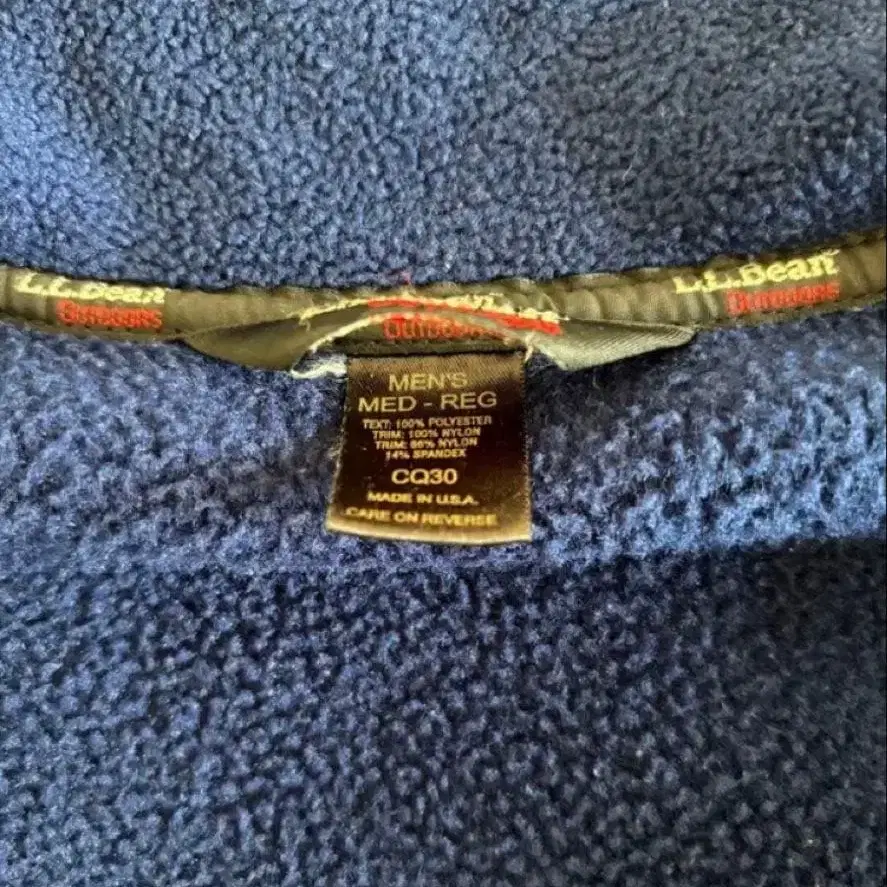 L.L.Bean
OUTDOORS
OUTDOORS
L.L.Bean
OUTDOORS
MEN'S
MED - REG
TEXT: 100% POLYESTER
TRIM: 100% NYLON
TRIM: 86% NYLON
14% SPANDEX
CQ30
MADE IN U.S.A.
CARE ON REVERSE